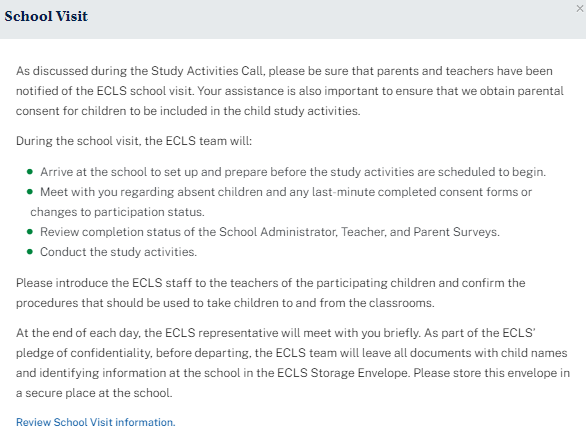 School Visit
×
As discussed during the Study Activities Call, please be sure that parents and teachers have been
notified of the ECLS school visit. Your assistance is also important to ensure that we obtain parental
consent for children to be included in the child study activities.
During the school visit, the ECLS team will:
● Arrive at the school to set up and prepare before the study activities are scheduled to begin.
● Meet with you regarding absent children and any last-minute completed consent forms or
changes to participation status.
● Review completion status of the School Administrator, Teacher, and Parent Surveys.
● Conduct the study activities.
Please introduce the ECLS staff to the teachers of the participating children and confirm the
procedures that should be used to take children to and from the classrooms.
At the end of each day, the ECLS representative will meet with you briefly. As part of the ECLS'
pledge of confidentiality, before departing, the ECLS team will leave all documents with child names
and identifying information at the school in the ECLS Storage Envelope. Please store this envelope in
a secure place at the school.
Review School Visit information.